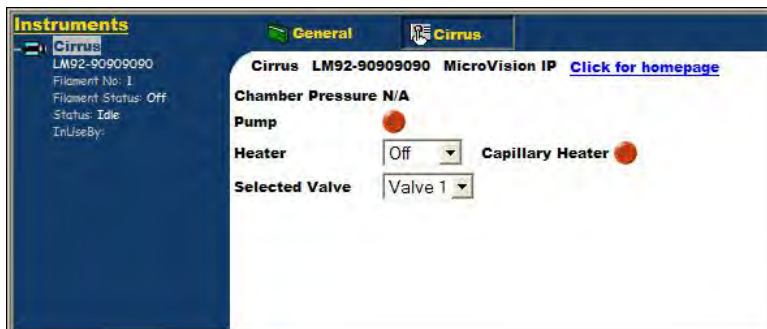 Instruments
Cirrus
LM92-90909090
Filament No: 1
Filament Status: Off
Status: Idle
InUseBy:
General
Cirrus
Cirrus LM92-90909090 MicroVision IP Click for homepage
Chamber Pressure N/A
Pump
Heater Off Capillary Heater
Selected Valve Valve 1